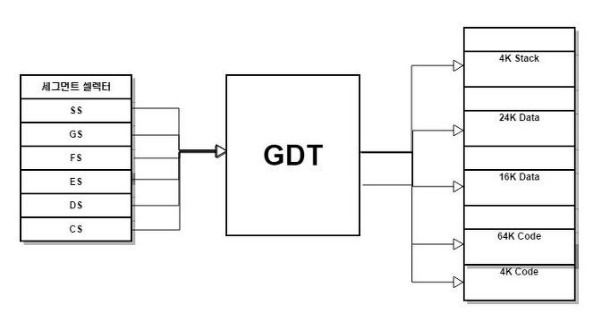 세그먼트 셀렉터
SS
GS
FS
ES
DS
CS
GDT
4K Stack
24K Data
16K Data
64K Code
4K Code